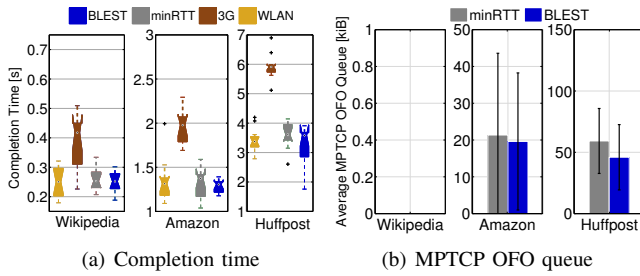 BLEST minRTT 3G WLAN
Completion Time [s]
0.7
0.6
0.5
0.4
0.3
0.2
Wikipedia
3
2.5
2
1.5
1
Amazon
7
6
5
4
3
2
1
Huffpost
(a) Completion time
minRTT BLEST
Average MPTCP OFO Queue [kiB]
1
0.8
0.6
0.4
0.2
0
Wikipedia
50
40
30
20
10
0
Amazon
150
100
50
0
Huffpost
(b) MPTCP OFO queue